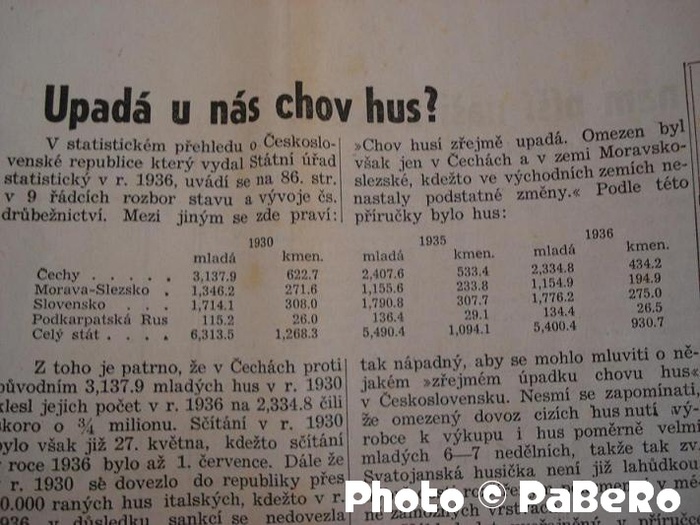 Upadá u nás chov hus?
V statistickém přehledu o Českoslo-
venské republice který vydal Státní úřad
statistický v r. 1936, uvádí se na 86. str.
v 9 řádcích rozbor stavu a vývoje čs.
drůbežnictví. Mezi jiným se zde praví:
»Chov husí zřejmě upadá. Omezen byl
však jen v Čechách a v zemi Moravsko-
slezské, kdežto ve východních zemích ne-
nastaly podstatné změny.« Podle této
příručky bylo hus:
1930 1935 1936
mladá kmen. mladá kmen. mladá kmen.
Čechy . . . . . 3,137.9 622.7 2,407.6 533.4 2,334.8 434.2
Morava-Slezsko . 1,346.2 271.6 1,155.6 233.8 1,154.9 194.9
Slovensko . . . 1,714.1 308.0 1,790.8 307.7 1,776.2 275.0
Podkarpatská Rus 115.2 26.0 136.4 29.1 134.4 26.5
Celý stát . . . . 6,313.5 1,268.3 5,490.4 1,094.1 5,400.4 930.7
Z toho je patrno, že v Čechách proti
původním 3,137.9 mladých hus v r. 1930
klesl jejich počet v r. 1936 na 2,334.8 čili
skoro o ¾ milionu. Sčítání v r. 1930
bylo však již 27. května, kdežto sčítání
v roce 1936 bylo až 1. července. Dále že
v r. 1930 se dovezlo do republiky přes
0.000 raných hus italských, kdežto v r.
1936 v důsledku sankcí se nedovezla
tak nápadný, aby se mohlo mluviti o ně-
jakém »zřejmém úpadku chovu hus«
v Československu. Nesmí se zapomínati,
že omezený dovoz cizích hus nutí vý-
robce k výkupu i hus poměrně velmi
mladých 6—7 nedělních, takže tak zv.
Svatojanská husička není již lahůdkou
Photo © PaBeRo